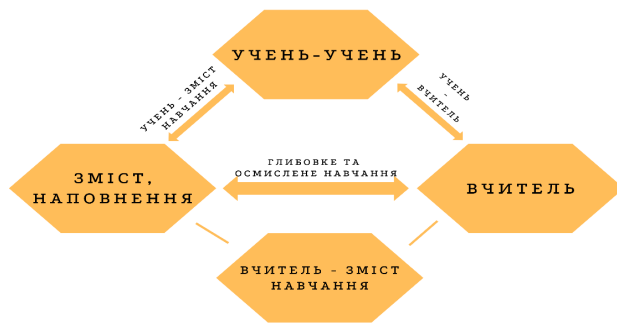 УЧЕНЬ-УЧЕНЬ
УЧЕНЬ - ЗМІСТ
НАВЧАННЯ
УЧЕНЬ
-
ВЧИТЕЛЬ
ГЛИБОВКЕ ТА
ОСМИСЛЕНЕ НАВЧАННЯ
ЗМІСТ,
НАПОВНЕННЯ
ВЧИТЕЛЬ
ВЧИТЕЛЬ - ЗМІСТ
НАВЧАННЯ